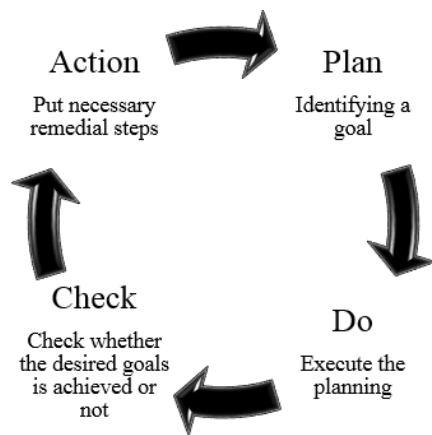 Action
Put necessary
remedial steps
Plan
Identifying a
goal
Do
Execute the
planning
Check
Check whether
the desired goals
is achieved or
not